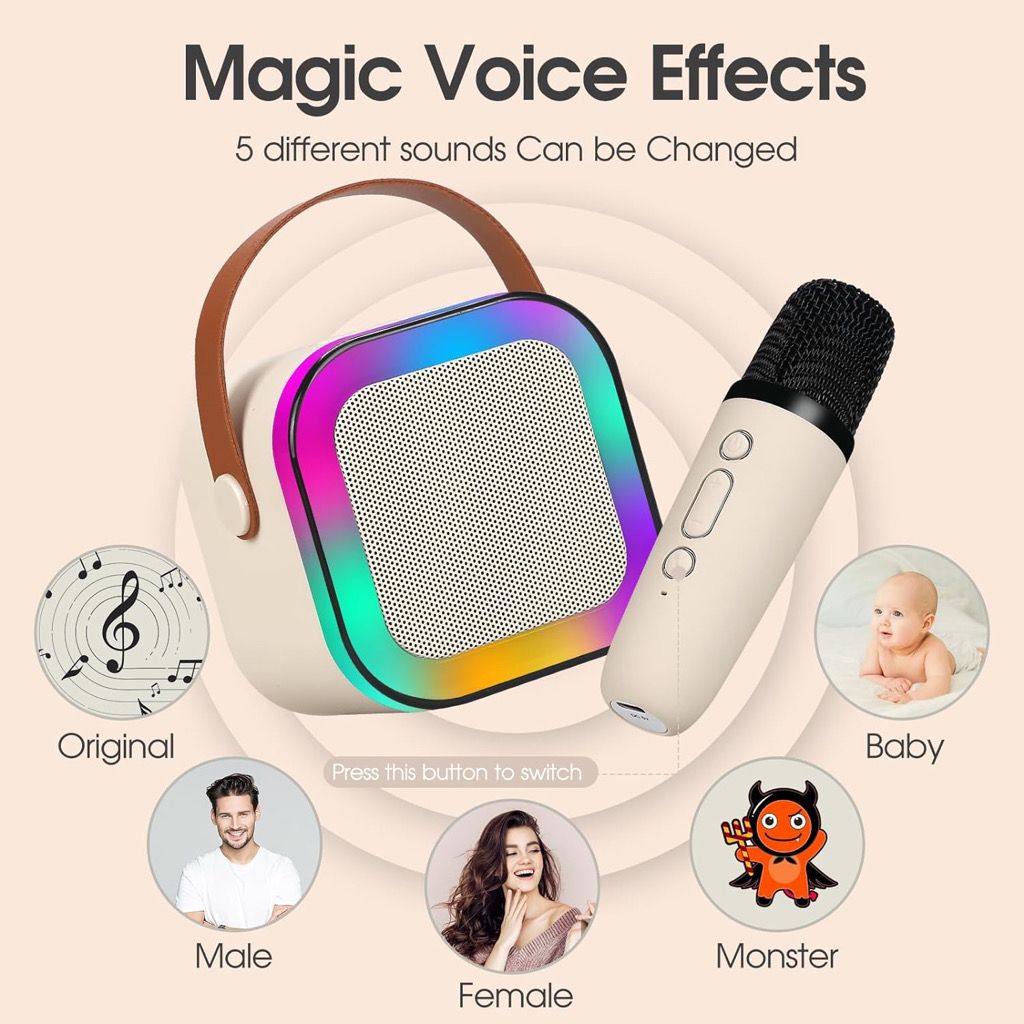 Magic Voice Effects
5 different sounds Can be Changed
Original
Baby
Press this button to switch
Male
Monster
Female